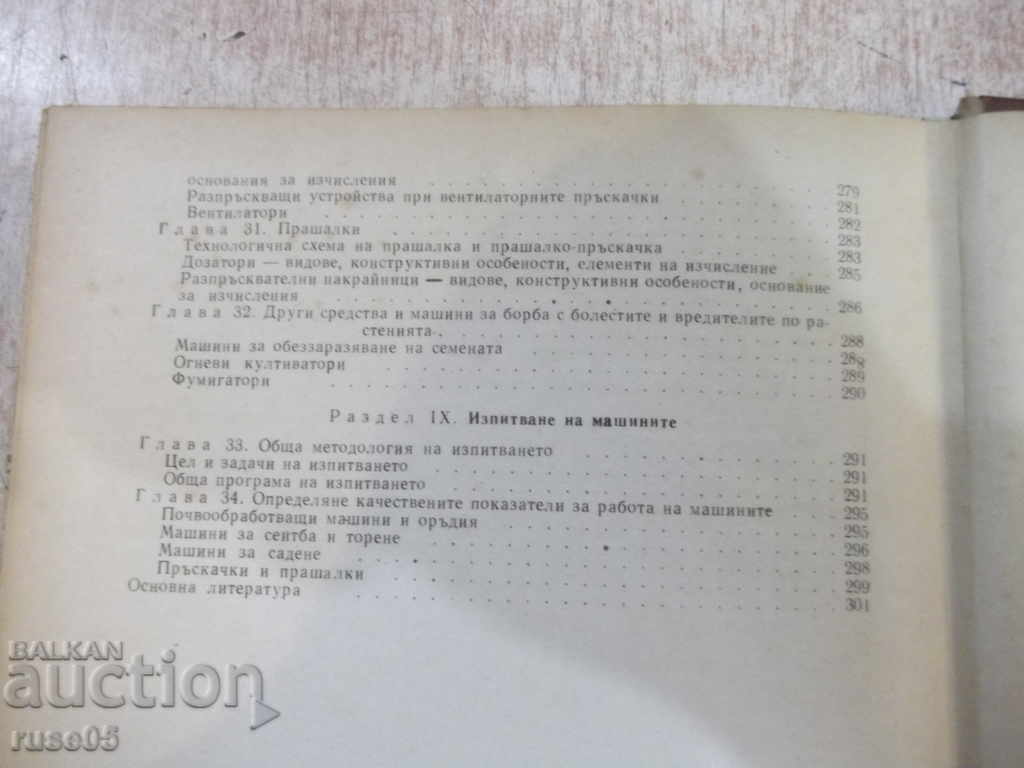 основания за изчисления . . . 279
Разпръскващи устройства при вентилаторните пръскачки . . . 281
Вентилатори . . . 282
Глава 31. Прашалки . . . 283
Технологична схема на прашалка и прашалко-пръскачка . . . 283
Дозатори — видове, конструктивни особености, елементи на изчисление . . . 285
Разпръсквателни накрайници — видове, конструктивни особености, основание
за изчисления . . . 286
Глава 32. Други средства и машини за борба с болестите и вредителите по ра-
стенията . . . 288
Машини за обеззаразяване на семената . . . 288
Огневи култиватори . . . 289
Фумигатори . . . 290
Раздел IX. Изпитване на машините
Глава 33. Обща методология на изпитването . . . 291
Цел и задачи на изпитването . . . 291
Обща програма на изпитването . . . 291
Глава 34. Определяне качествените показатели за работа на машините . . . 295
Почвообработващи машини и оръдия . . . 295
Машини за сеитба и торене . . . 296
Машини за садене . . . 298
Пръскачки и прашалки . . . 299
Основна литература . . . 301
BALKAN
auction
ruse05